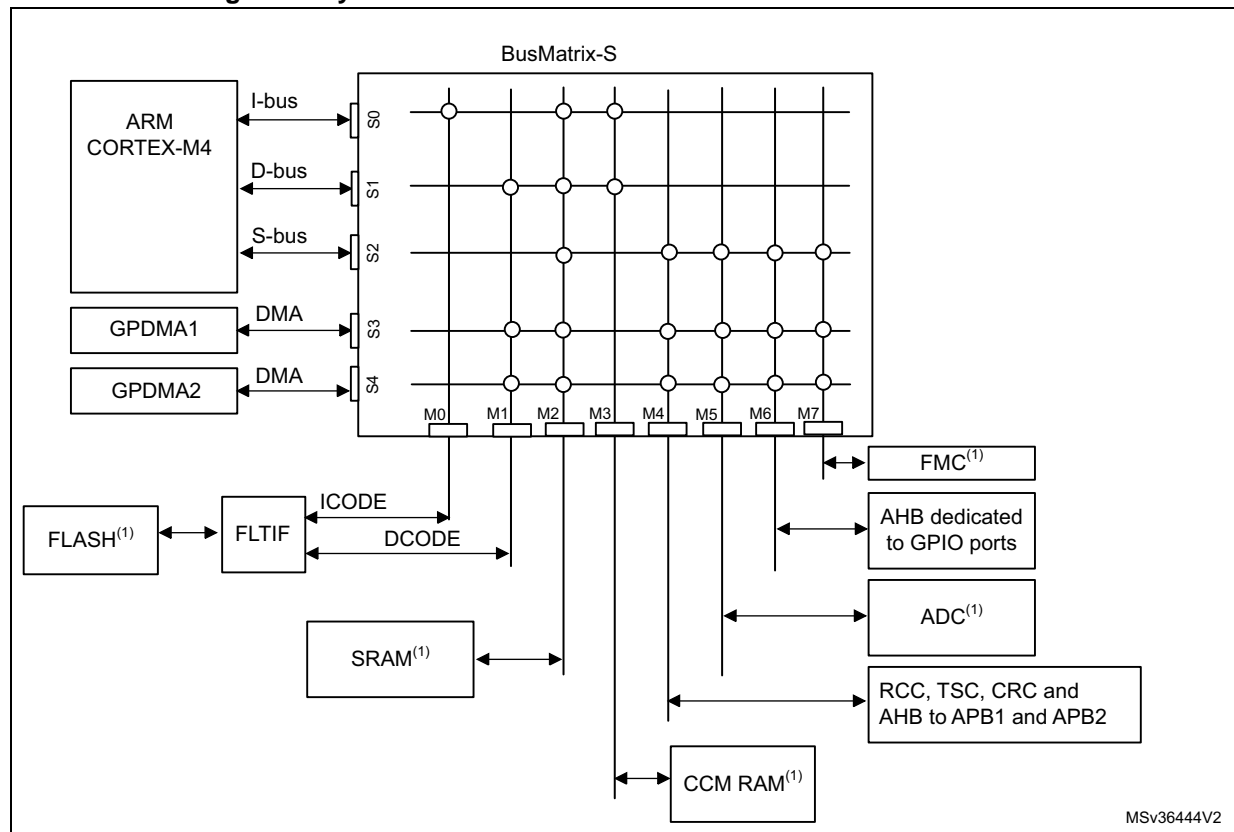 BusMatrix-S
ARM
CORTEX-M4
I-bus
S0
D-bus
S1
S-bus
S2
GPDMA1
DMA
S3
GPDMA2
DMA
S4
M0 M1 M2 M3 M4 M5 M6 M7
FMC(1)
ICODE
FLASH(1)
FLTIF
DCODE
AHB dedicated
to GPIO ports
ADC(1)
SRAM(1)
RCC, TSC, CRC and
AHB to APB1 and APB2
CCM RAM(1)
MSv36444V2